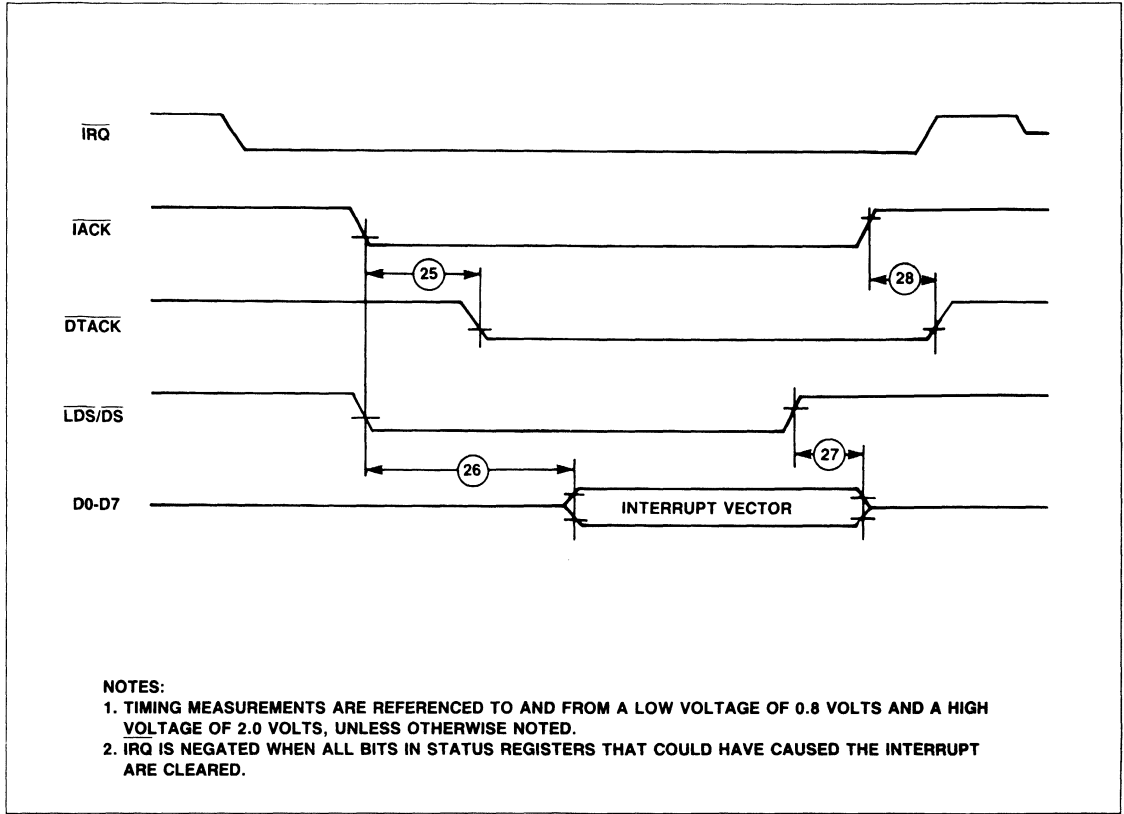 IRQ
IACK
25
28
DTACK
LDS/DS
27
26
D0-D7
INTERRUPT VECTOR
NOTES:
1. TIMING MEASUREMENTS ARE REFERENCED TO AND FROM A LOW VOLTAGE OF 0.8 VOLTS AND A HIGH
VOLTAGE OF 2.0 VOLTS, UNLESS OTHERWISE NOTED.
2. IRQ IS NEGATED WHEN ALL BITS IN STATUS REGISTERS THAT COULD HAVE CAUSED THE INTERRUPT
ARE CLEARED.